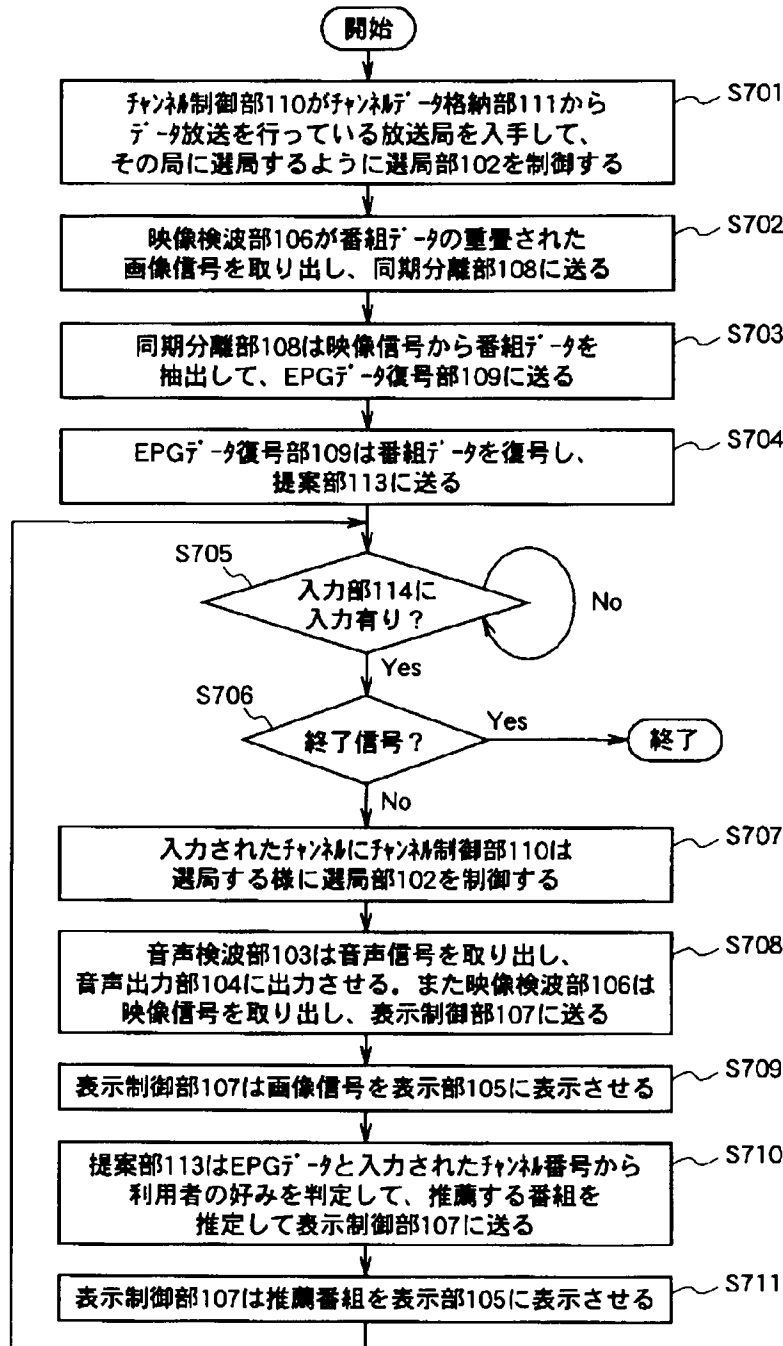 開始
S701
チャンネル制御部110がチャンネルデータ格納部111から
データ放送を行っている放送局を入手して、
その局に選局するように選局部102を制御する
S702
映像検波部106が番組データの重畳された
画像信号を取り出し、同期分離部108に送る
S703
同期分離部108は映像信号から番組データを
抽出して、EPGデータ復号部109に送る
S704
EPGデータ復号部109は番組データを復号し、
提案部113に送る
S705
入力部114に
入力有り？
No
Yes
S706
終了信号？
Yes
終了
No
S707
入力されたチャンネルにチャンネル制御部110は
選局する様に選局部102を制御する
S708
音声検波部103は音声信号を取り出し、
音声出力部104に出力させる。また映像検波部106は
映像信号を取り出し、表示制御部107に送る
S709
表示制御部107は画像信号を表示部105に表示させる
S710
提案部113はEPGデータと入力されたチャンネル番号から
利用者の好みを判定して、推薦する番組を
推定して表示制御部107に送る
S711
表示制御部107は推薦番組を表示部105に表示させる